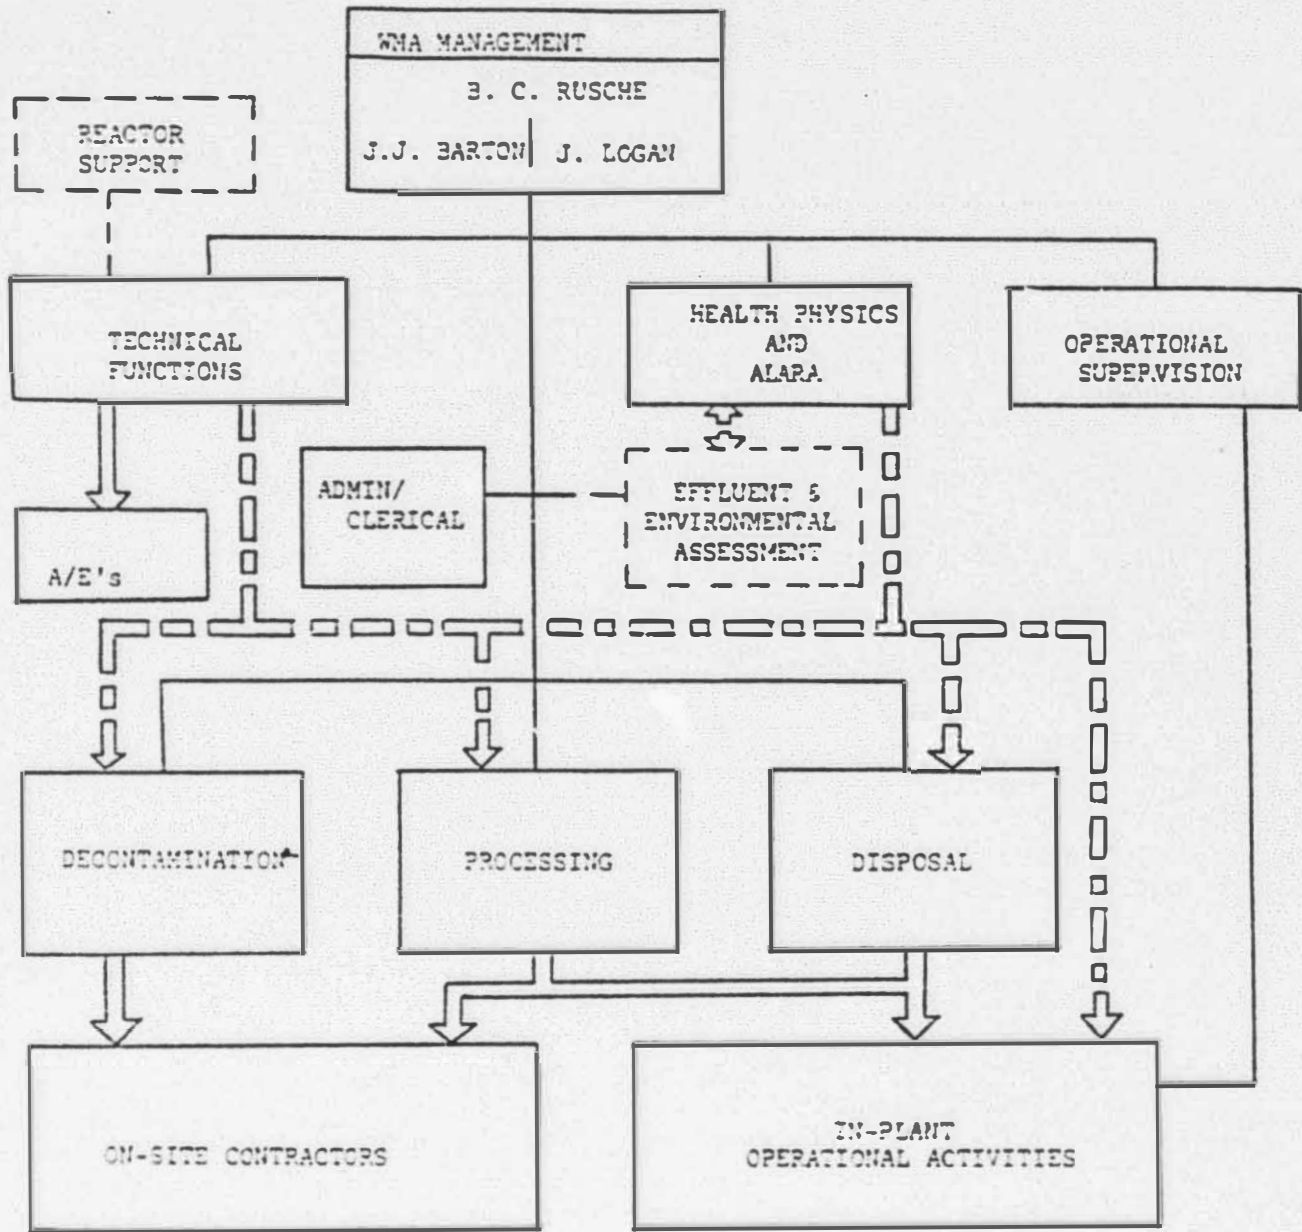 WMA MANAGEMENT
B. C. RUSCHE
J.J. BARTON J. LOGAN
REACTOR
SUPPORT
TECHNICAL
FUNCTIONS
HEALTH PHYSICS
AND
ALARA
OPERATIONAL
SUPERVISION
A/E's
ADMIN/
CLERICAL
EFFLUENT &
ENVIRONMENTAL
ASSESSMENT
DECONTAMINATION
PROCESSING
DISPOSAL
ON-SITE CONTRACTORS
IN-PLANT
OPERATIONAL ACTIVITIES